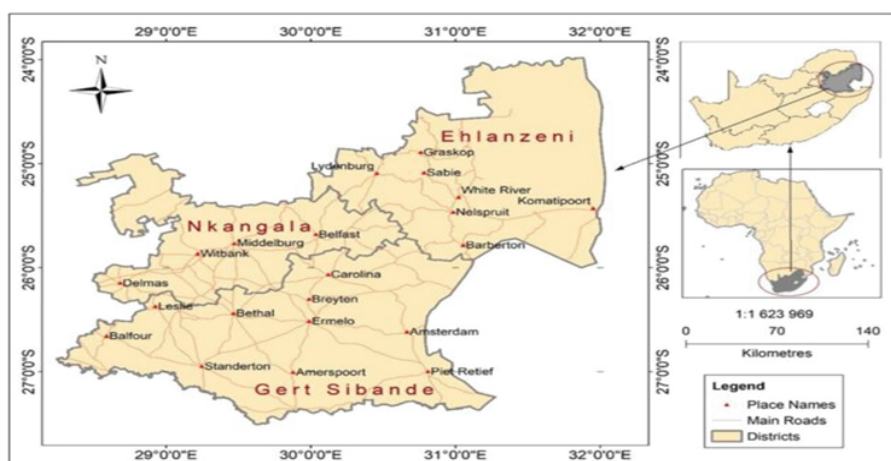 29°0'0"S
30°0'0"S
31°0'0"S
32°0'0"S
24°0'0"S
24°0'0"S
N
Ehlanzeni
Graskop
Lydenburg
Sabie
25°0'0"S
25°0'0"S
White River
Komatipoort
Nelspruit
Nkangala
Belfast
Middelburg
Barberton
Witbank
26°0'0"S
26°0'0"S
Carolina
Delmas
Breyten
Leslie
Bethal
Ermelo
Amsterdam
Balfour
Standerton
Amerspoort
Piet Retief
27°0'0"S
27°0'0"S
Gert Sibande
29°0'0"S
30°0'0"S
31°0'0"S
32°0'0"S
1:1 623 969
0 70 140
Kilometres
Legend
Place Names
Main Roads
Districts